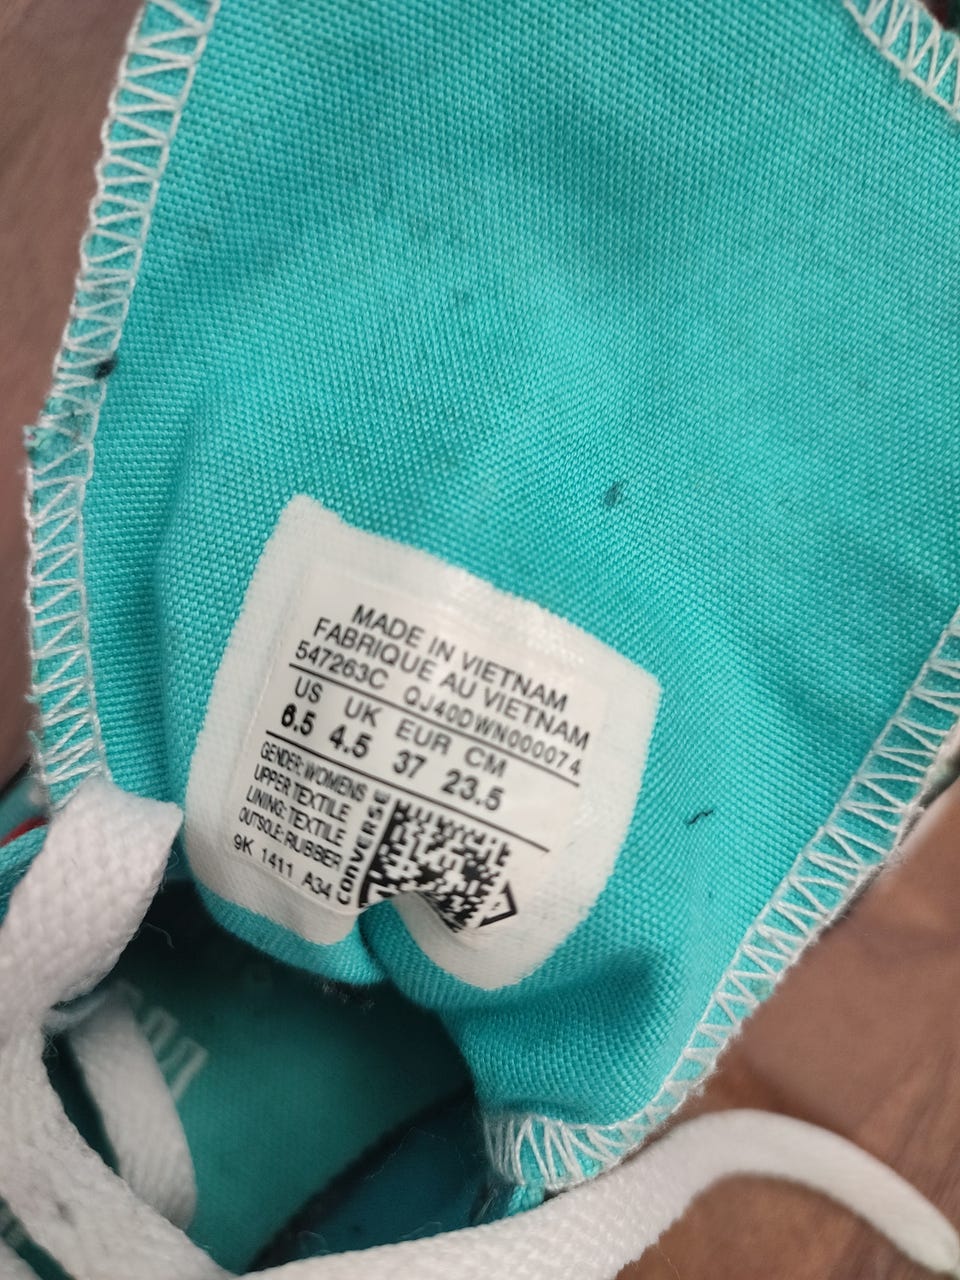 MADE IN VIETNAM
FABRIQUE AU VIETNAM
547263C QJ40DWN00074
US UK EUR CM
6.5 4.5 37 23.5
GENDER:WOMENS
UPPER:TEXTILE
LINING:TEXTILE
OUTSOLE:RUBBER
9K 1411 A34
CONVERSE